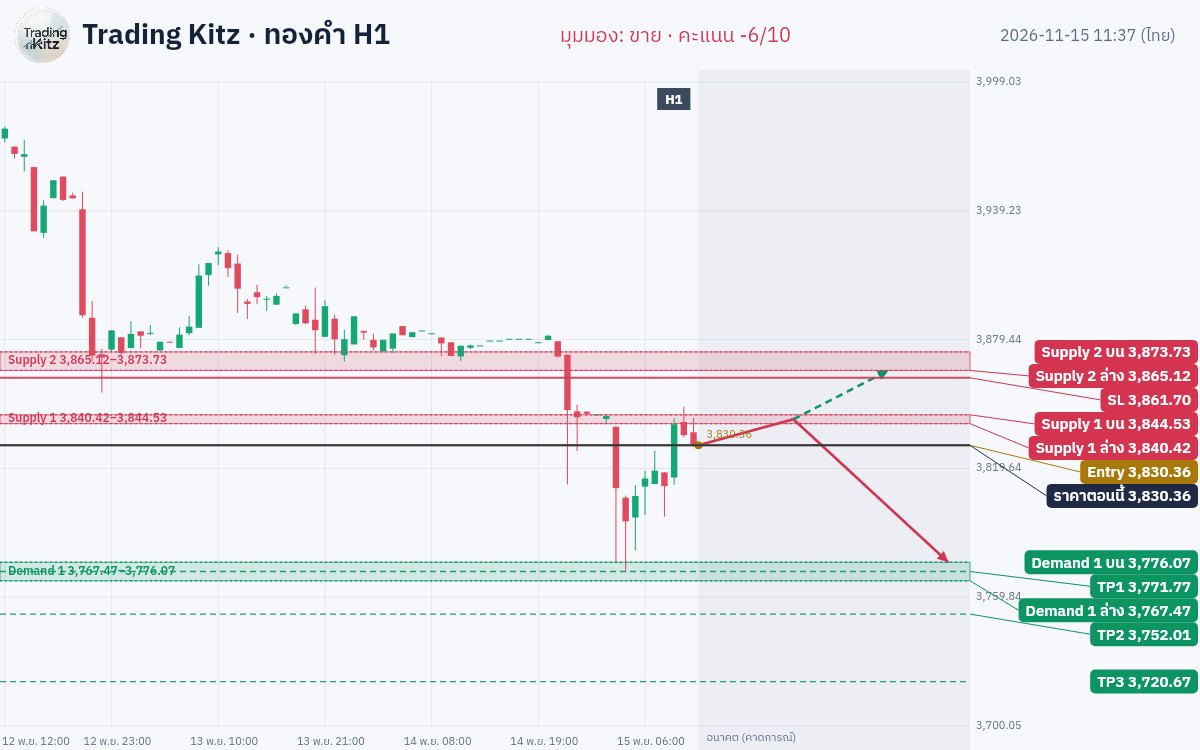 Trading Kitz
Trading Kitz · ทองคำ H1
มุมมอง: ขาย · คะแนน -6/10
2026-11-15 11:37 (ไทย)
H1
3,999.03
3,939.23
3,879.44
3,819.64
3,759.84
3,700.05
Supply 2 3,865.12–3,873.73
Supply 1 3,840.42–3,844.53
3,830.36
Demand 1 3,767.47–3,776.07
Supply 2 บน 3,873.73
Supply 2 ล่าง 3,865.12
SL 3,861.70
Supply 1 บน 3,844.53
Supply 1 ล่าง 3,840.42
Entry 3,830.36
ราคาตอนนี้ 3,830.36
Demand 1 บน 3,776.07
TP1 3,771.77
Demand 1 ล่าง 3,767.47
TP2 3,752.01
TP3 3,720.67
12 พ.ย. 12:00
12 พ.ย. 23:00
13 พ.ย. 10:00
13 พ.ย. 21:00
14 พ.ย. 08:00
14 พ.ย. 19:00
15 พ.ย. 06:00
อนาคต (คาดการณ์)